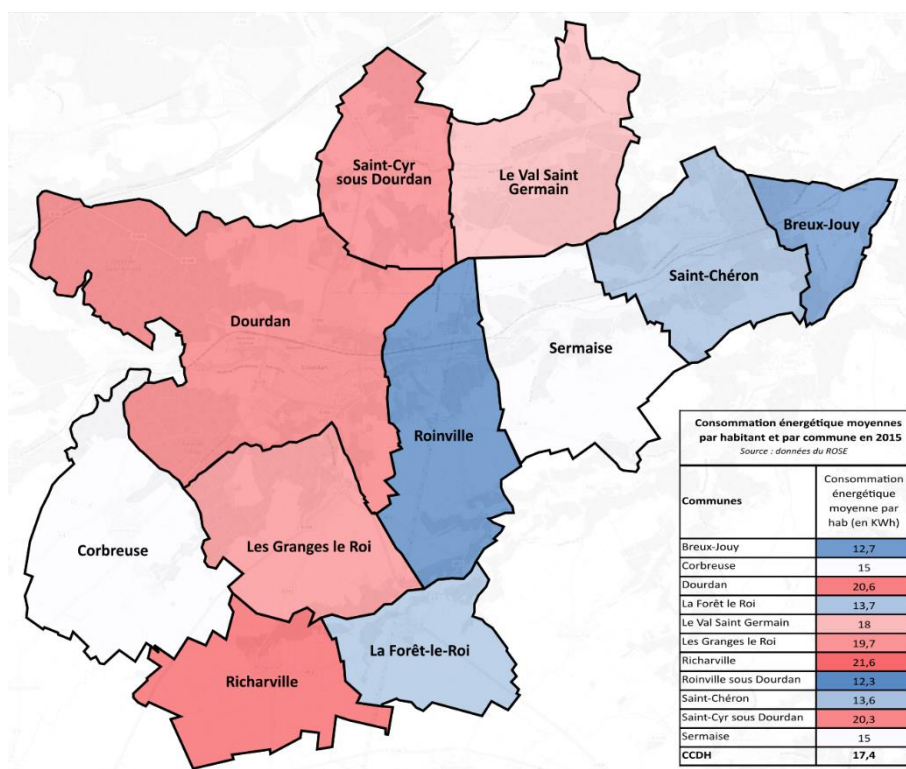 Saint-Cyr
sous Dourdan
Le Val Saint
Germain
Breux-Jouy
Saint-Chéron
Dourdan
Sermaise
Roinville
Corbreuse
Les Granges le Roi
La Forêt-le-Roi
Richarville
Consommation énergétique moyennes
par habitant et par commune en 2015
Source : données du ROSE
Communes
Consommation
énergétique
moyenne par
hab (en KWh)
Breux-Jouy 12,7
Corbreuse 15
Dourdan 20,6
La Forêt le Roi 13,7
Le Val Saint Germain 18
Les Granges le Roi 19,7
Richarville 21,6
Roinville sous Dourdan 12,3
Saint-Chéron 13,6
Saint-Cyr sous Dourdan 20,3
Sermaise 15
CCDH 17,4